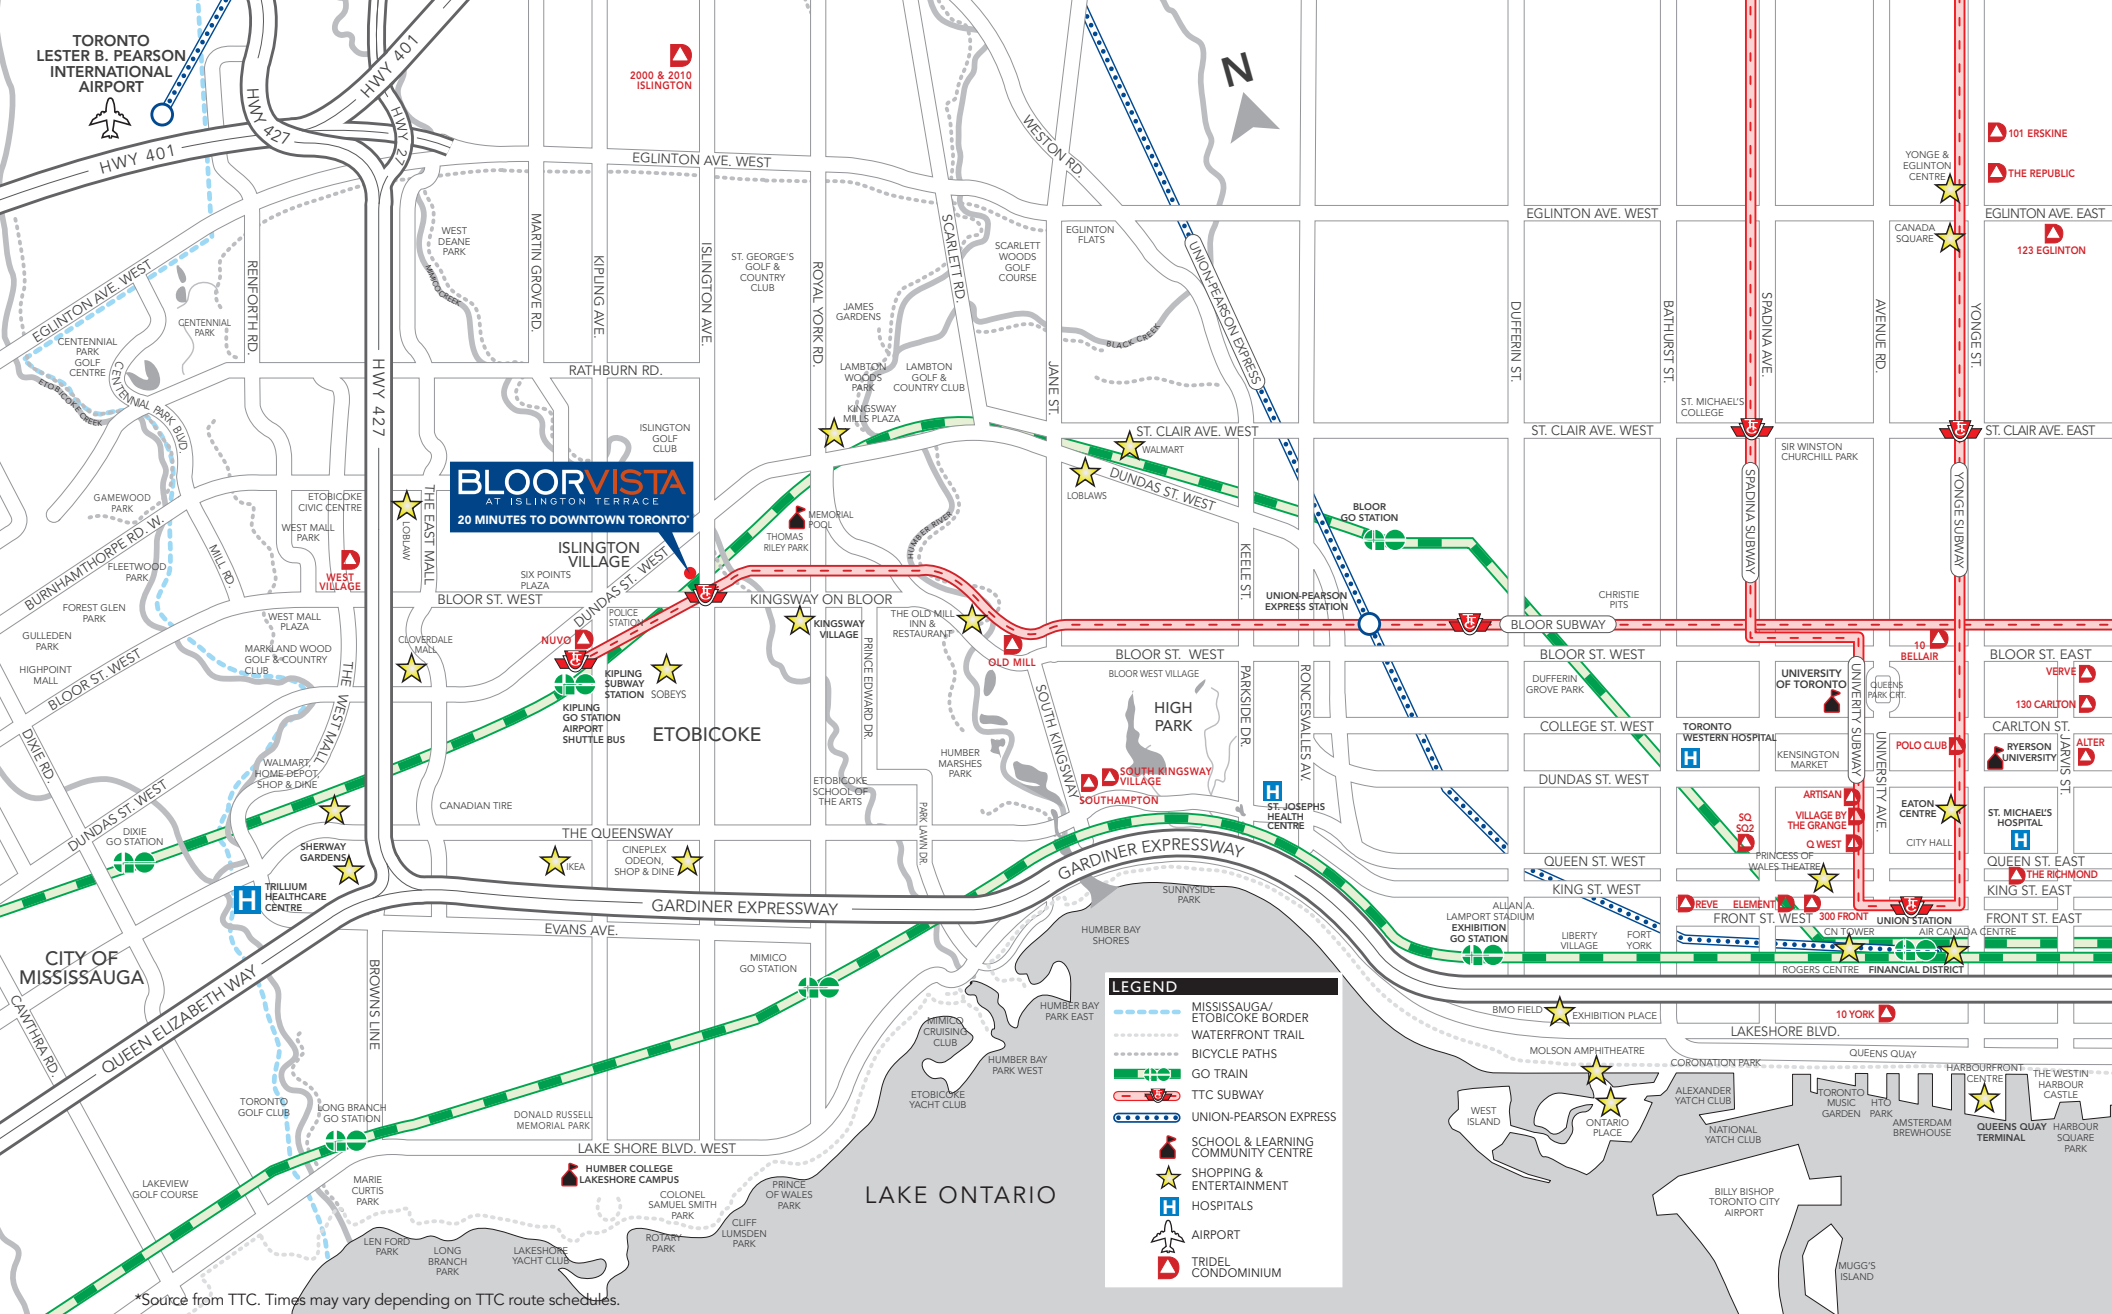 TORONTO
LESTER B. PEARSON
INTERNATIONAL
AIRPORT
HWY 401
HWY 427
HWY 401
HWY 27
2000 & 2010
ISLINGTON
N
WESTON RD.
EGLINTON AVE. WEST
101 ERSKINE
YONGE &
EGLINTON
CENTRE
THE REPUBLIC
EGLINTON AVE. WEST
EGLINTON AVE. EAST
CANADA
SQUARE
123 EGLINTON
EGLINTON AVE. WEST
RENFORTH RD.
WEST
DEANE
PARK
MIMICO CREEK
MARTIN GROVE RD.
KIPLING AVE.
ISLINGTON AVE.
ST. GEORGE'S
GOLF &
COUNTRY
CLUB
ROYAL YORK RD.
SCARLETT RD.
SCARLETT
WOODS
GOLF
COURSE
EGLINTON
FLATS
UNION-PEARSON EXPRESS
DUFFERIN ST.
BATHURST ST.
SPADINA AVE.
AVENUE RD.
YONGE ST.
CENTENNIAL
PARK
CENTENNIAL
PARK
GOLF
CENTRE
ETOBICOKE CREEK
CENTENNIAL PARK BLVD.
HWY 427
JAMES
GARDENS
BLACK CREEK
RATHBURN RD.
LAMBTON
WOODS
PARK
LAMBTON
GOLF &
COUNTRY CLUB
JANE ST.
KINGSWAY
MILLS PLAZA
ST. MICHAEL'S
COLLEGE
ISLINGTON
GOLF
CLUB
ST. CLAIR AVE. WEST
ST. CLAIR AVE. WEST
ST. CLAIR AVE. EAST
WALMART
SIR WINSTON
CHURCHILL PARK
BLOORVISTA
AT ISLINGTON TERRACE
20 MINUTES TO DOWNTOWN TORONTO*
GAMEWOOD
PARK
ETOBICOKE
CIVIC CENTRE
LOBLAW
THE EAST MALL
LOBLAWS
DUNDAS ST. WEST
SPADINA SUBWAY
YONGE SUBWAY
BURNHAMTHORPE RD. W.
MILL RD.
WEST MALL
PARK
MEMORIAL
POOL
THOMAS
RILEY PARK
HUMBER RIVER
BLOOR
GO STATION
KEELE ST.
FLEETWOOD
PARK
WEST
VILLAGE
ISLINGTON
VILLAGE
SIX POINTS
PLAZA
DUNDAS ST. WEST
BLOOR ST. WEST
KINGSWAY ON BLOOR
UNION-PEARSON
EXPRESS STATION
CHRISTIE
PITS
FOREST GLEN
PARK
WEST MALL
PLAZA
POLICE
STATION
KINGSWAY
VILLAGE
THE OLD MILL
INN &
RESTAURANT
BLOOR SUBWAY
GULLEDEN
PARK
CLOVERDALE
MALL
NUVO
OLD MILL
10
BELLAIR
MARKLAND WOOD
GOLF & COUNTRY
CLUB
PRINCE EDWARD DR.
BLOOR ST. WEST
BLOOR ST. WEST
BLOOR ST. EAST
HIGHPOINT
MALL
BLOOR ST. WEST
THE WEST MALL
KIPLING
SUBWAY
STATION
SOBEYS
BLOOR WEST VILLAGE
PARKSIDE DR.
RONCESVALLES AV.
DUFFERIN
GROVE PARK
UNIVERSITY
OF TORONTO
UNIVERITY SUBWAY
QUEENS
PARK CRT.
VERVE
130 CARLTON
KIPLING
GO STATION
AIRPORT
SHUTTLE BUS
ETOBICOKE
SOUTH KINGSWAY
HIGH
PARK
COLLEGE ST. WEST
TORONTO
WESTERN HOSPITAL
CARLTON ST.
DIXIE RD.
WALMART,
HOME DEPOT,
SHOP & DINE
HUMBER
MARSHES
PARK
KENSINGTON
MARKET
UNIVERSITY AVE.
POLO CLUB
RYERSON
UNIVERSITY
JARVIS ST.
ALTER
SOUTH KINGSWAY
VILLAGE
SOUTHAMPTON
DUNDAS ST. WEST
ETOBICOKE
SCHOOL OF
THE ARTS
CANADIAN TIRE
PARK LAWN DR.
ST. JOSEPHS
HEALTH
CENTRE
ARTISAN
VILLAGE BY
THE GRANGE
EATON
CENTRE
ST. MICHAEL'S
HOSPITAL
DUNDAS ST. WEST
DIXIE
GO STATION
THE QUEENSWAY
SQ
SQ2
Q WEST
CITY HALL
SHERWAY
GARDENS
IKEA
CINEPLEX
ODEON,
SHOP & DINE
GARDINER EXPRESSWAY
QUEEN ST. WEST
PRINCESS OF
WALES THEATRE
QUEEN ST. EAST
THE RICHMOND
TRILLIUM
HEALTHCARE
CENTRE
GARDINER EXPRESSWAY
SUNNYSIDE
PARK
KING ST. WEST
KING ST. EAST
REVE
ELEMENT
300 FRONT
FRONT ST. WEST
UNION STATION
FRONT ST. EAST
EVANS AVE.
HUMBER BAY
SHORES
ALLAN A.
LAMPORT STADIUM
EXHIBITION
GO STATION
LIBERTY
VILLAGE
FORT
YORK
CN TOWER
AIR CANADA CENTRE
CITY OF
MISSISSAUGA
QUEEN ELIZABETH WAY
BROWNS LINE
MIMICO
GO STATION
ROGERS CENTRE
FINANCIAL DISTRICT
CAWTHRA RD.
MIMICO
CRUISING
CLUB
HUMBER BAY
PARK EAST
BMO FIELD
EXHIBITION PLACE
10 YORK
LAKESHORE BLVD.
HUMBER BAY
PARK WEST
MOLSON AMPHITHEATRE
CORONATION PARK
QUEENS QUAY
ETOBICOKE
YACHT CLUB
HARBOURFRONT
CENTRE
THE WESTIN
HARBOUR
CASTLE
TORONTO
GOLF CLUB
LONG BRANCH
GO STATION
DONALD RUSSELL
MEMORIAL PARK
WEST
ISLAND
ONTARIO
PLACE
ALEXANDER
YATCH CLUB
TORONTO
MUSIC
GARDEN
HTO
PARK
AMSTERDAM
BREWHOUSE
QUEENS QUAY
TERMINAL
HARBOUR
SQUARE
PARK
NATIONAL
YATCH CLUB
LAKE SHORE BLVD. WEST
LAKEVIEW
GOLF COURSE
MARIE
CURTIS
PARK
HUMBER COLLEGE
LAKESHORE CAMPUS
COLONEL
SAMUEL SMITH
PARK
PRINCE
OF WALES
PARK
LAKE ONTARIO
BILLY BISHOP
TORONTO CITY
AIRPORT
CLIFF
LUMSDEN
PARK
ROTARY
PARK
LEN FORD
PARK
LONG
BRANCH
PARK
LAKESHORE
YACHT CLUB
MUGG'S
ISLAND
LEGEND
MISSISSAUGA/
ETOBICOKE BORDER
WATERFRONT TRAIL
BICYCLE PATHS
GO TRAIN
TTC SUBWAY
UNION-PEARSON EXPRESS
SCHOOL & LEARNING
COMMUNITY CENTRE
SHOPPING &
ENTERTAINMENT
H HOSPITALS
AIRPORT
TRIDEL
CONDOMINIUM
*Source from TTC. Times may vary depending on TTC route schedules.